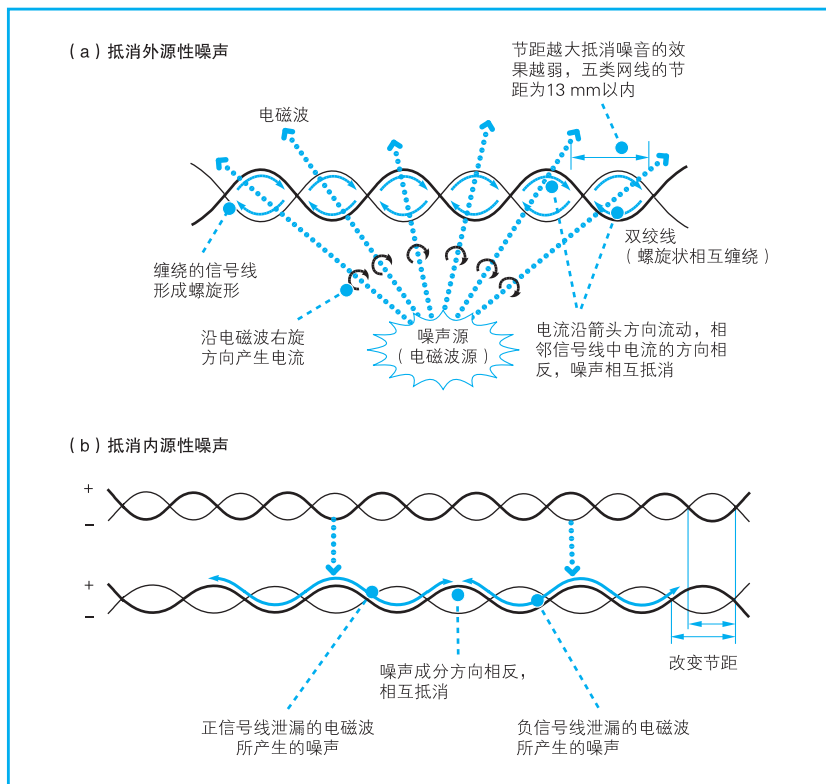 （a）抵消外源性噪声
节距越大抵消噪音的效
果越弱，五类网线的节
距为13 mm以内
电磁波
缠绕的信号线
形成螺旋形
双绞线
（螺旋状相互缠绕）
沿电磁波右旋
方向产生电流
噪声源
（电磁波源）
电流沿箭头方向流动，相
邻信号线中电流的方向相
反，噪声相互抵消
（b）抵消内源性噪声
+
−
+
−
噪声成分方向相反，
相互抵消
改变节距
正信号线泄漏的电磁波
所产生的噪声
负信号线泄漏的电磁波
所产生的噪声